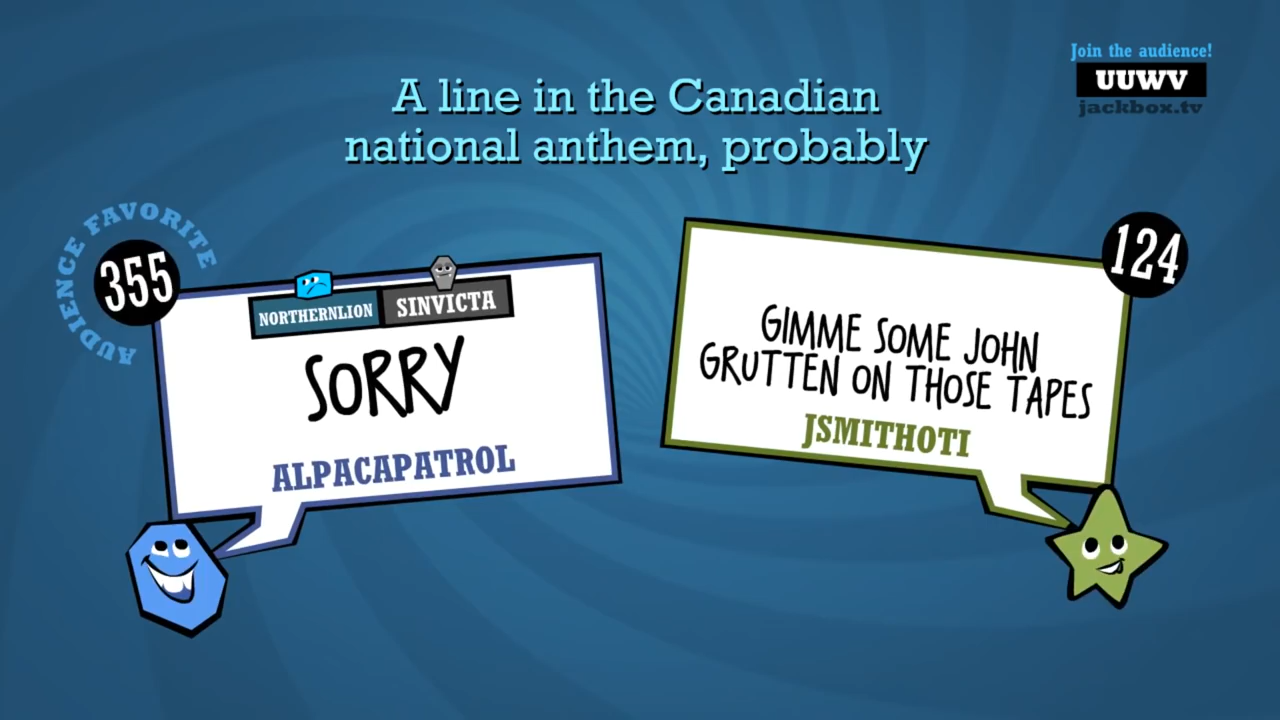 Join the audience!
UUWV
jackbox.tv
A line in the Canadian
national anthem, probably
AUDIENCE FAVORITE
355
NORTHERNLION
SINVICTA
SORRY
ALPACAPATROL
124
GIMME SOME JOHN
GRUTTEN ON THOSE TAPES
JSMITHOTI